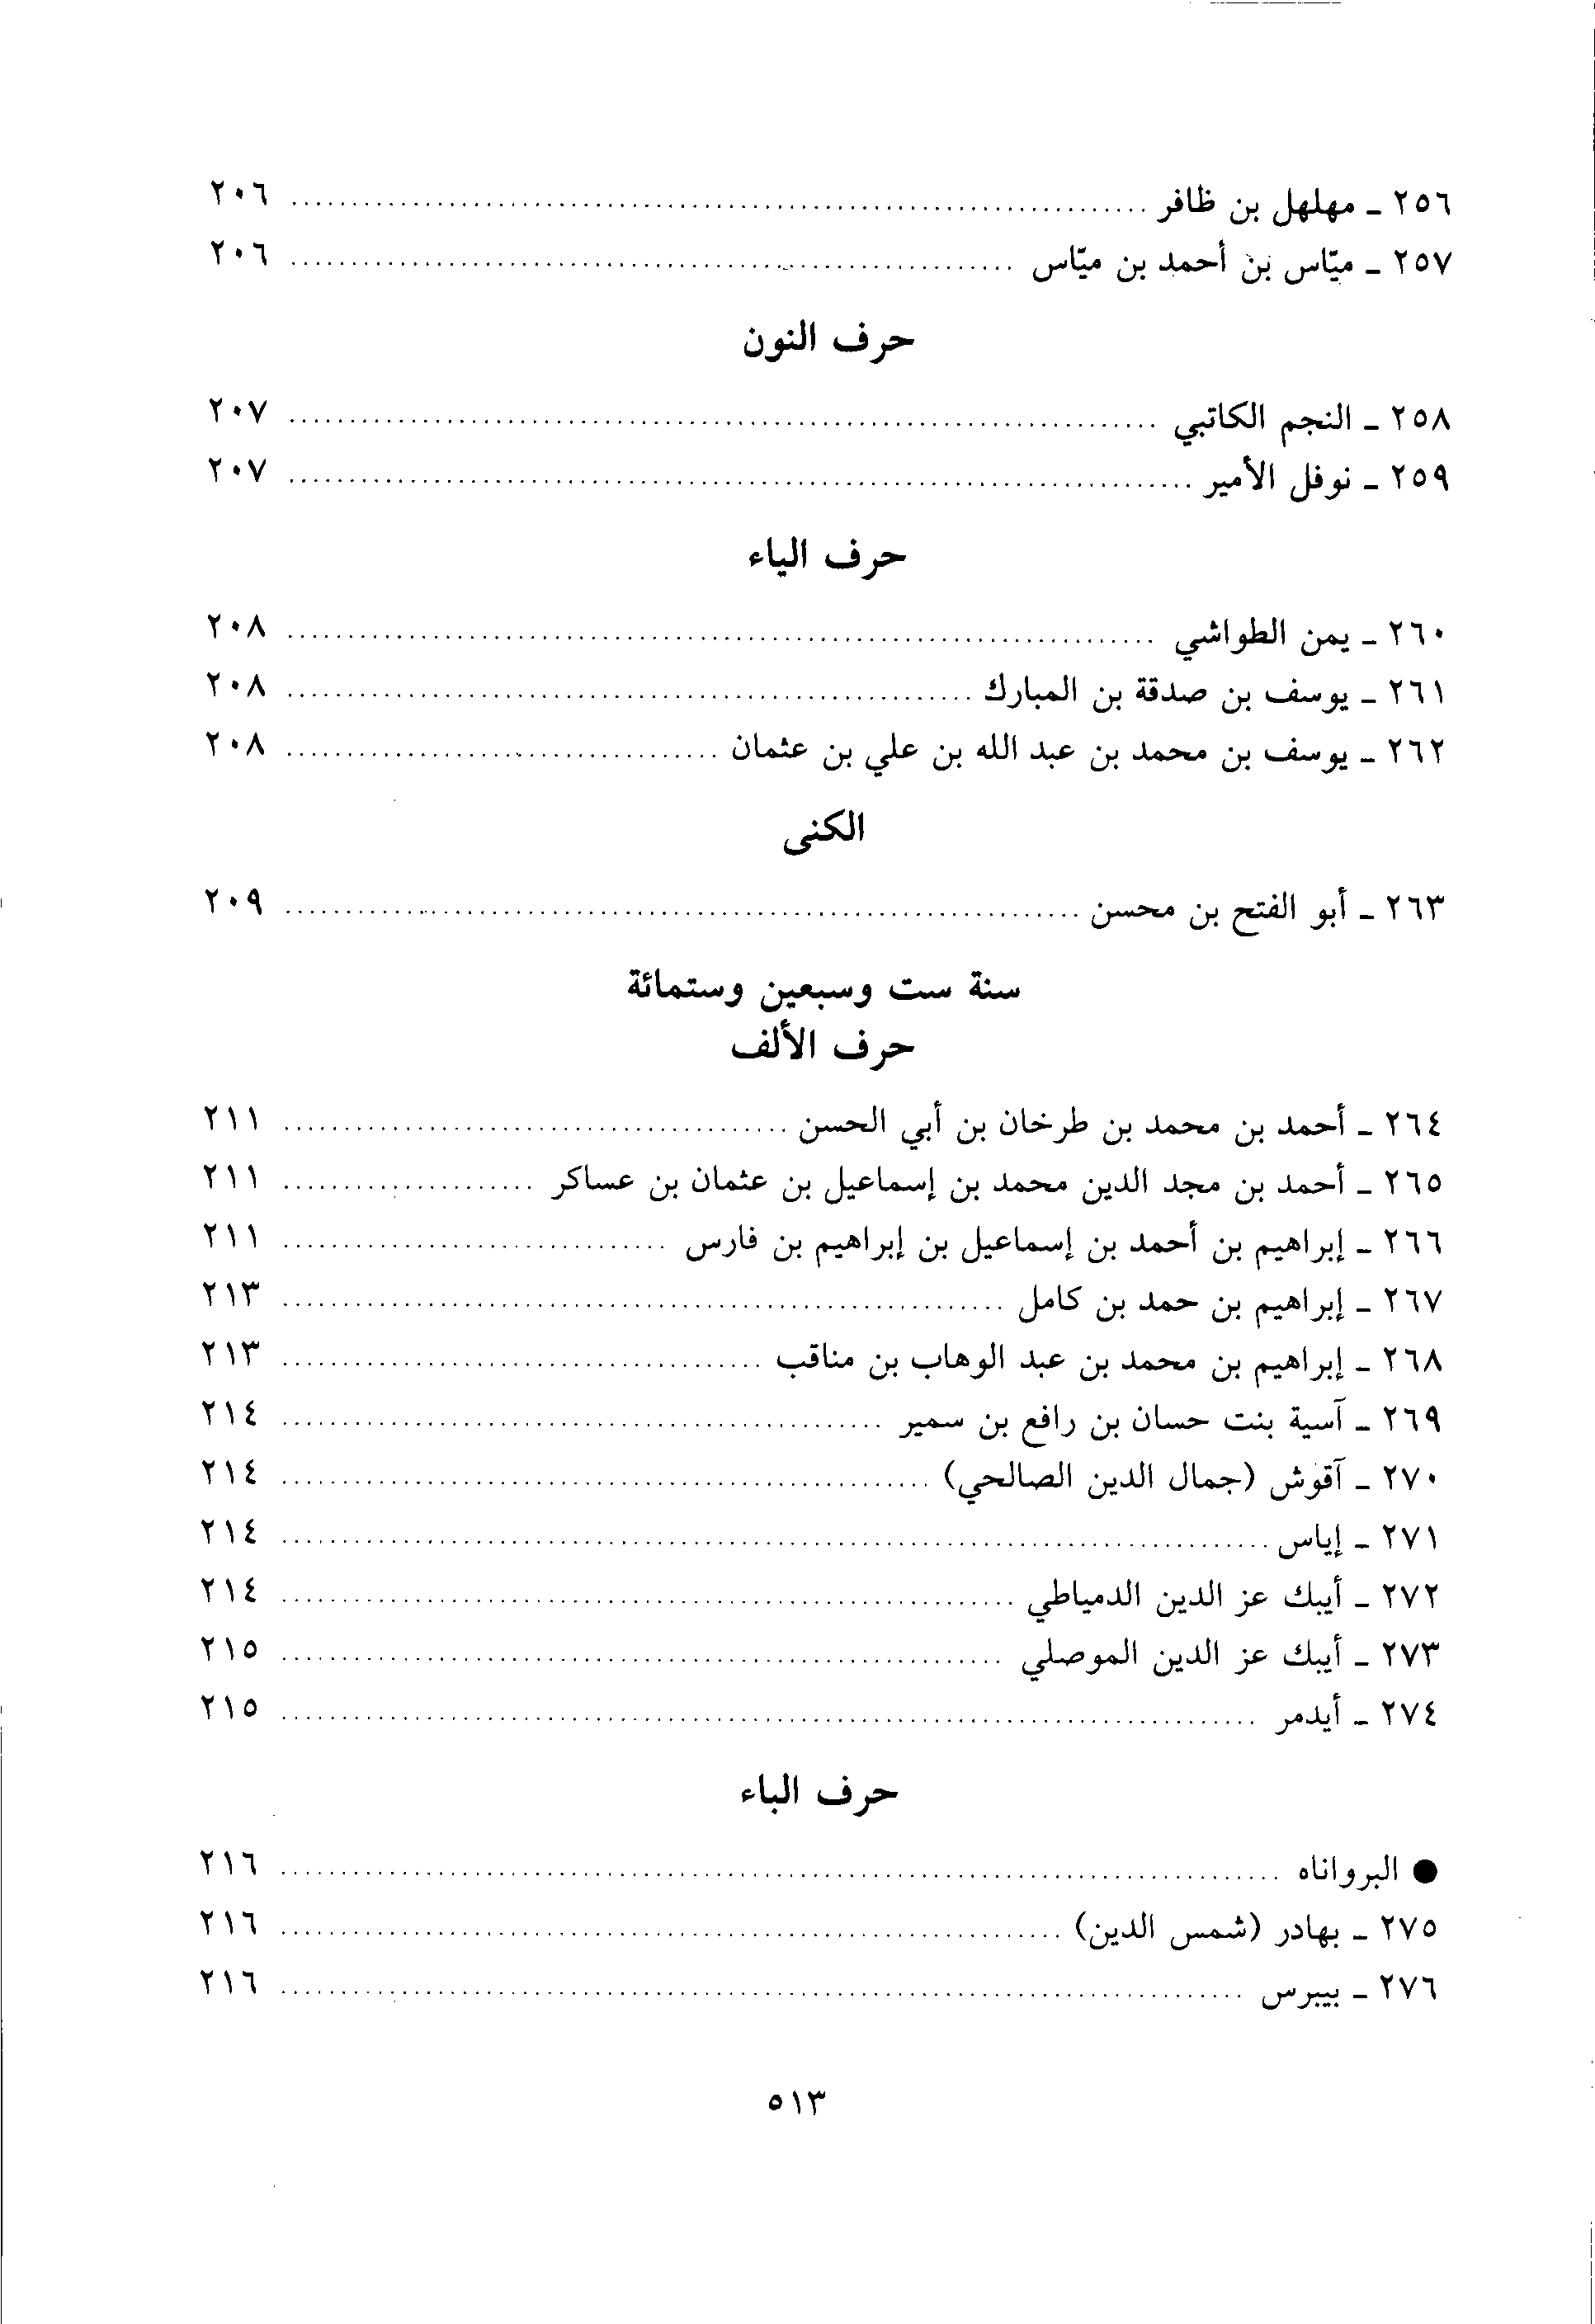 ٢٥٦ - مهلهل بن ظافر ........ ٢٠٦
٢٥٧ - ميّاس بن أحمد بن ميّاس ........ ٢٠٦
حرف النون
٢٥٨ - النجم الكاتبي ........ ٢٠٧
٢٥٩ - نوفل الأمير ........ ٢٠٧
حرف الياء
٢٦٠ - يمن الطواشي ........ ٢٠٨
٢٦١ - يوسف بن صدقة بن المبارك ........ ٢٠٨
٢٦٢ - يوسف بن محمد بن عبد الله بن علي بن عثمان ........ ٢٠٨
الكنى
٢٦٣ - أبو الفتح بن محسن ........ ٢٠٩
سنة ست وسبعين وستمائة
حرف الألف
٢٦٤ - أحمد بن محمد بن طرخان بن أبي الحسن ........ ٢١١
٢٦٥ - أحمد بن مجد الدين محمد بن إسماعيل بن عثمان بن عساكر ........ ٢١١
٢٦٦ - إبراهيم بن أحمد بن إسماعيل بن إبراهيم بن فارس ........ ٢١١
٢٦٧ - إبراهيم بن حمد بن كامل ........ ٢١٣
٢٦٨ - إبراهيم بن محمد بن عبد الوهاب بن مناقب ........ ٢١٣
٢٦٩ - آسية بنت حسان بن رافع بن سمير ........ ٢١٤
٢٧٠ - آقوش (جمال الدين الصالحي) ........ ٢١٤
٢٧١ - إياس ........ ٢١٤
٢٧٢ - أيبك عز الدين الدمياطي ........ ٢١٤
٢٧٣ - أيبك عز الدين الموصلي ........ ٢١٥
٢٧٤ - أيدمر ........ ٢١٥
حرف الباء
● البرواناه ........ ٢١٦
٢٧٥ - بهادر (شمس الدين) ........ ٢١٦
٢٧٦ - بيبرس ........ ٢١٦
٥١٣